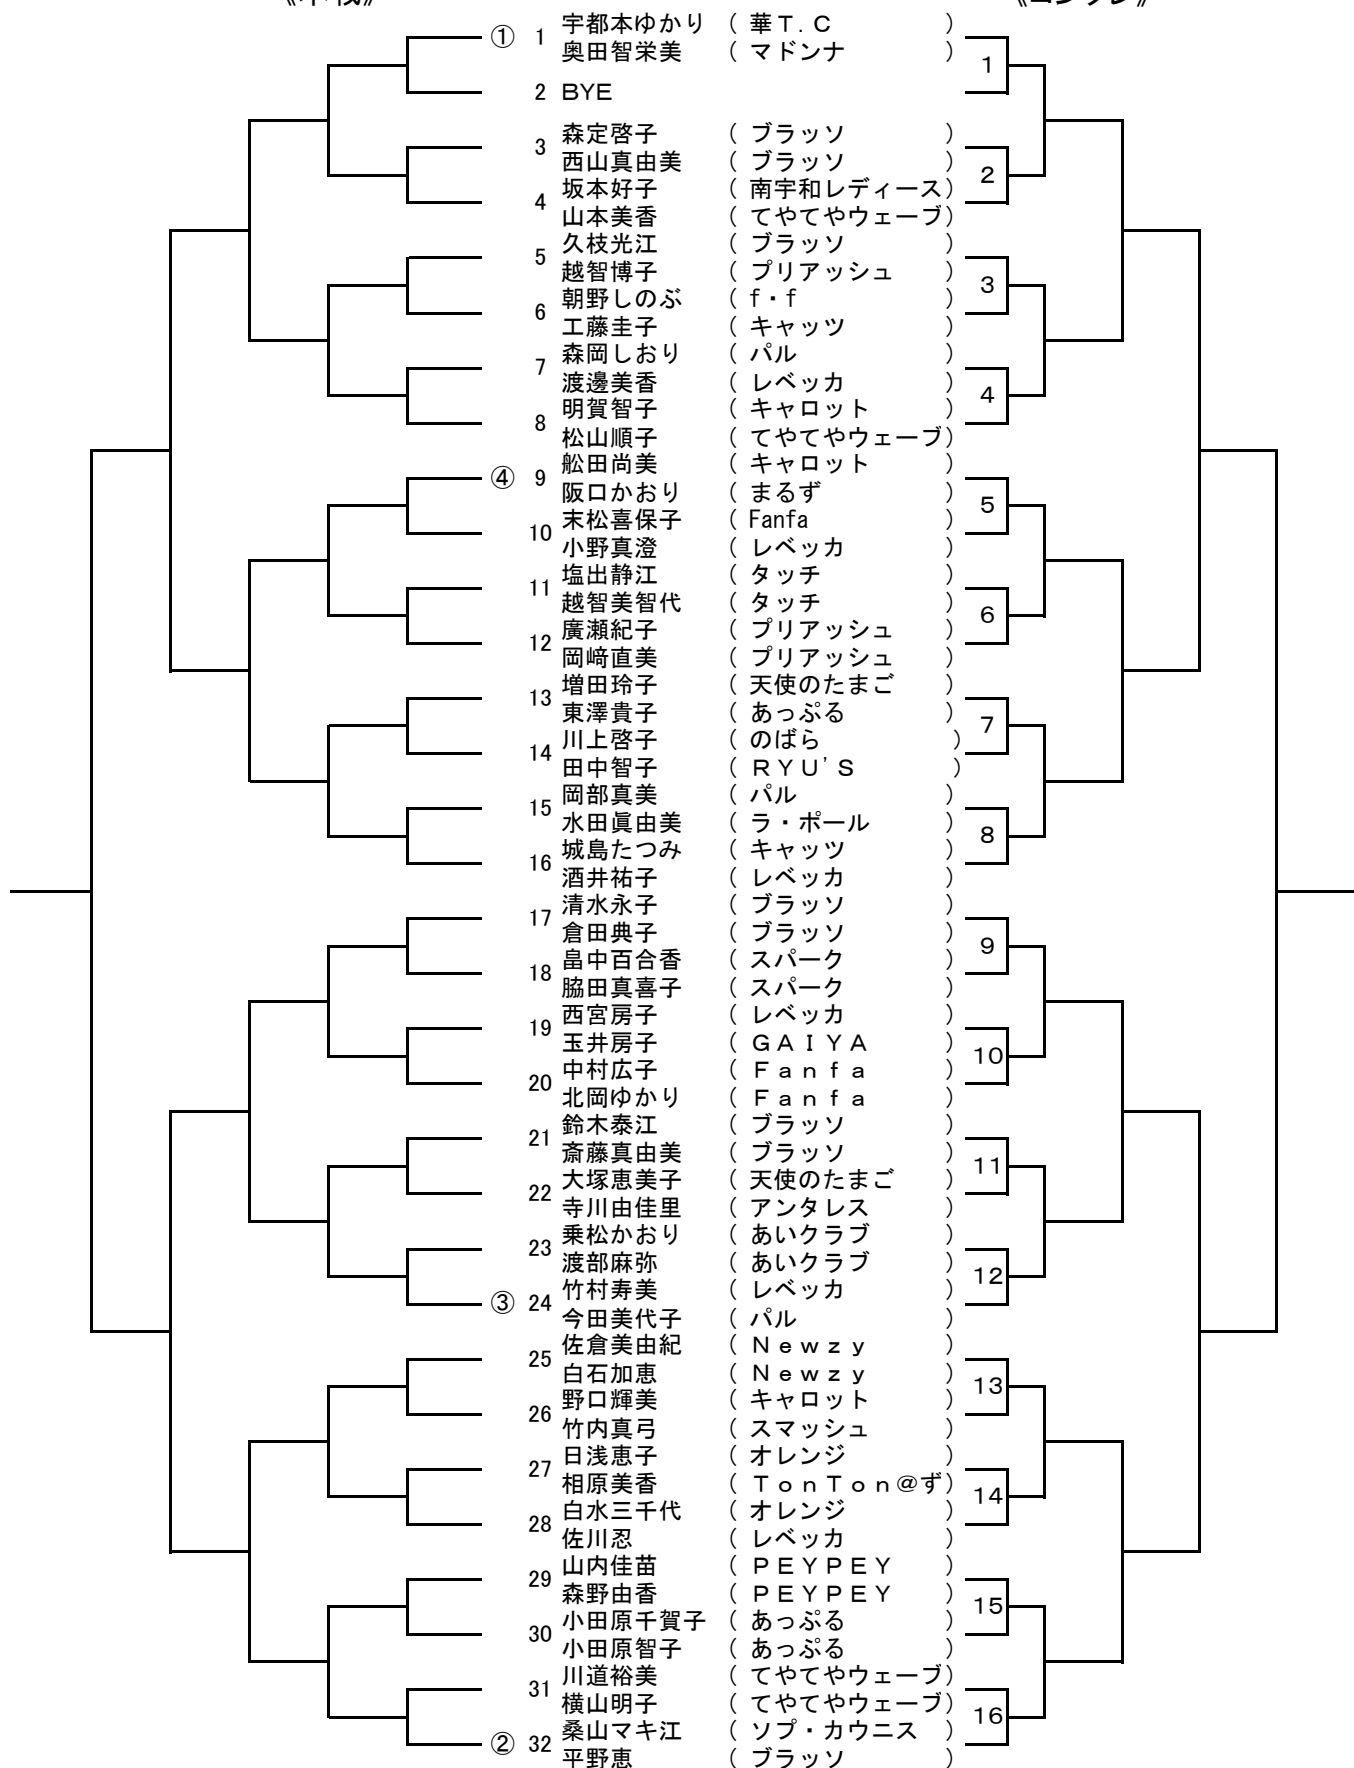 ① 1 宇都本ゆかり ( 華T.C )
奥田智栄美 ( マドンナ ) 1
2 BYE
3 森定啓子 ( ブラッソ )
西山真由美 ( ブラッソ ) 2
4 坂本好子 ( 南宇和レディース)
山本美香 ( てやてやウェーブ)
5 久枝光江 ( ブラッソ )
越智博子 ( プリアッシュ ) 3
6 朝野しのぶ ( f・f )
工藤圭子 ( キャッツ )
7 森岡しおり ( パル )
渡邊美香 ( レベッカ ) 4
8 明賀智子 ( キャロット )
松山順子 ( てやてやウェーブ)
④ 9 舩田尚美 ( キャロット )
阪口かおり ( まるず ) 5
10 末松喜保子 ( Fanfa )
小野真澄 ( レベッカ )
11 塩出静江 ( タッチ )
越智美智代 ( タッチ ) 6
12 廣瀬紀子 ( プリアッシュ )
岡﨑直美 ( プリアッシュ )
13 増田玲子 ( 天使のたまご )
東澤貴子 ( あっぷる ) 7
14 川上啓子 ( のばら )
田中智子 ( RYU'S )
15 岡部真美 ( パル )
水田眞由美 ( ラ・ポール ) 8
16 城島たつみ ( キャッツ )
酒井祐子 ( レベッカ )
17 清水永子 ( ブラッソ )
倉田典子 ( ブラッソ ) 9
18 畠中百合香 ( スパーク )
脇田真喜子 ( スパーク )
19 西宮房子 ( レベッカ )
玉井房子 ( GAIYA ) 10
20 中村広子 ( Fanfa )
北岡ゆかり ( Fanfa )
21 鈴木泰江 ( ブラッソ )
斎藤真由美 ( ブラッソ ) 11
22 大塚恵美子 ( 天使のたまご )
寺川由佳里 ( アンタレス )
23 乗松かおり ( あいクラブ )
渡部麻弥 ( あいクラブ ) 12
③ 24 竹村寿美 ( レベッカ )
今田美代子 ( パル )
25 佐倉美由紀 ( Newzy )
白石加恵 ( Newzy ) 13
26 野口輝美 ( キャロット )
竹内真弓 ( スマッシュ )
27 日浅恵子 ( オレンジ )
相原美香 ( TonTon@ず) 14
28 白水三千代 ( オレンジ )
佐川忍 ( レベッカ )
29 山内佳苗 ( PEYPEY )
森野由香 ( PEYPEY ) 15
30 小田原千賀子 ( あっぷる )
小田原智子 ( あっぷる )
31 川道裕美 ( てやてやウェーブ)
横山明子 ( てやてやウェーブ) 16
② 32 桑山マキ江 ( ソプ・カウニス )
平野恵 ( ブラッソ )